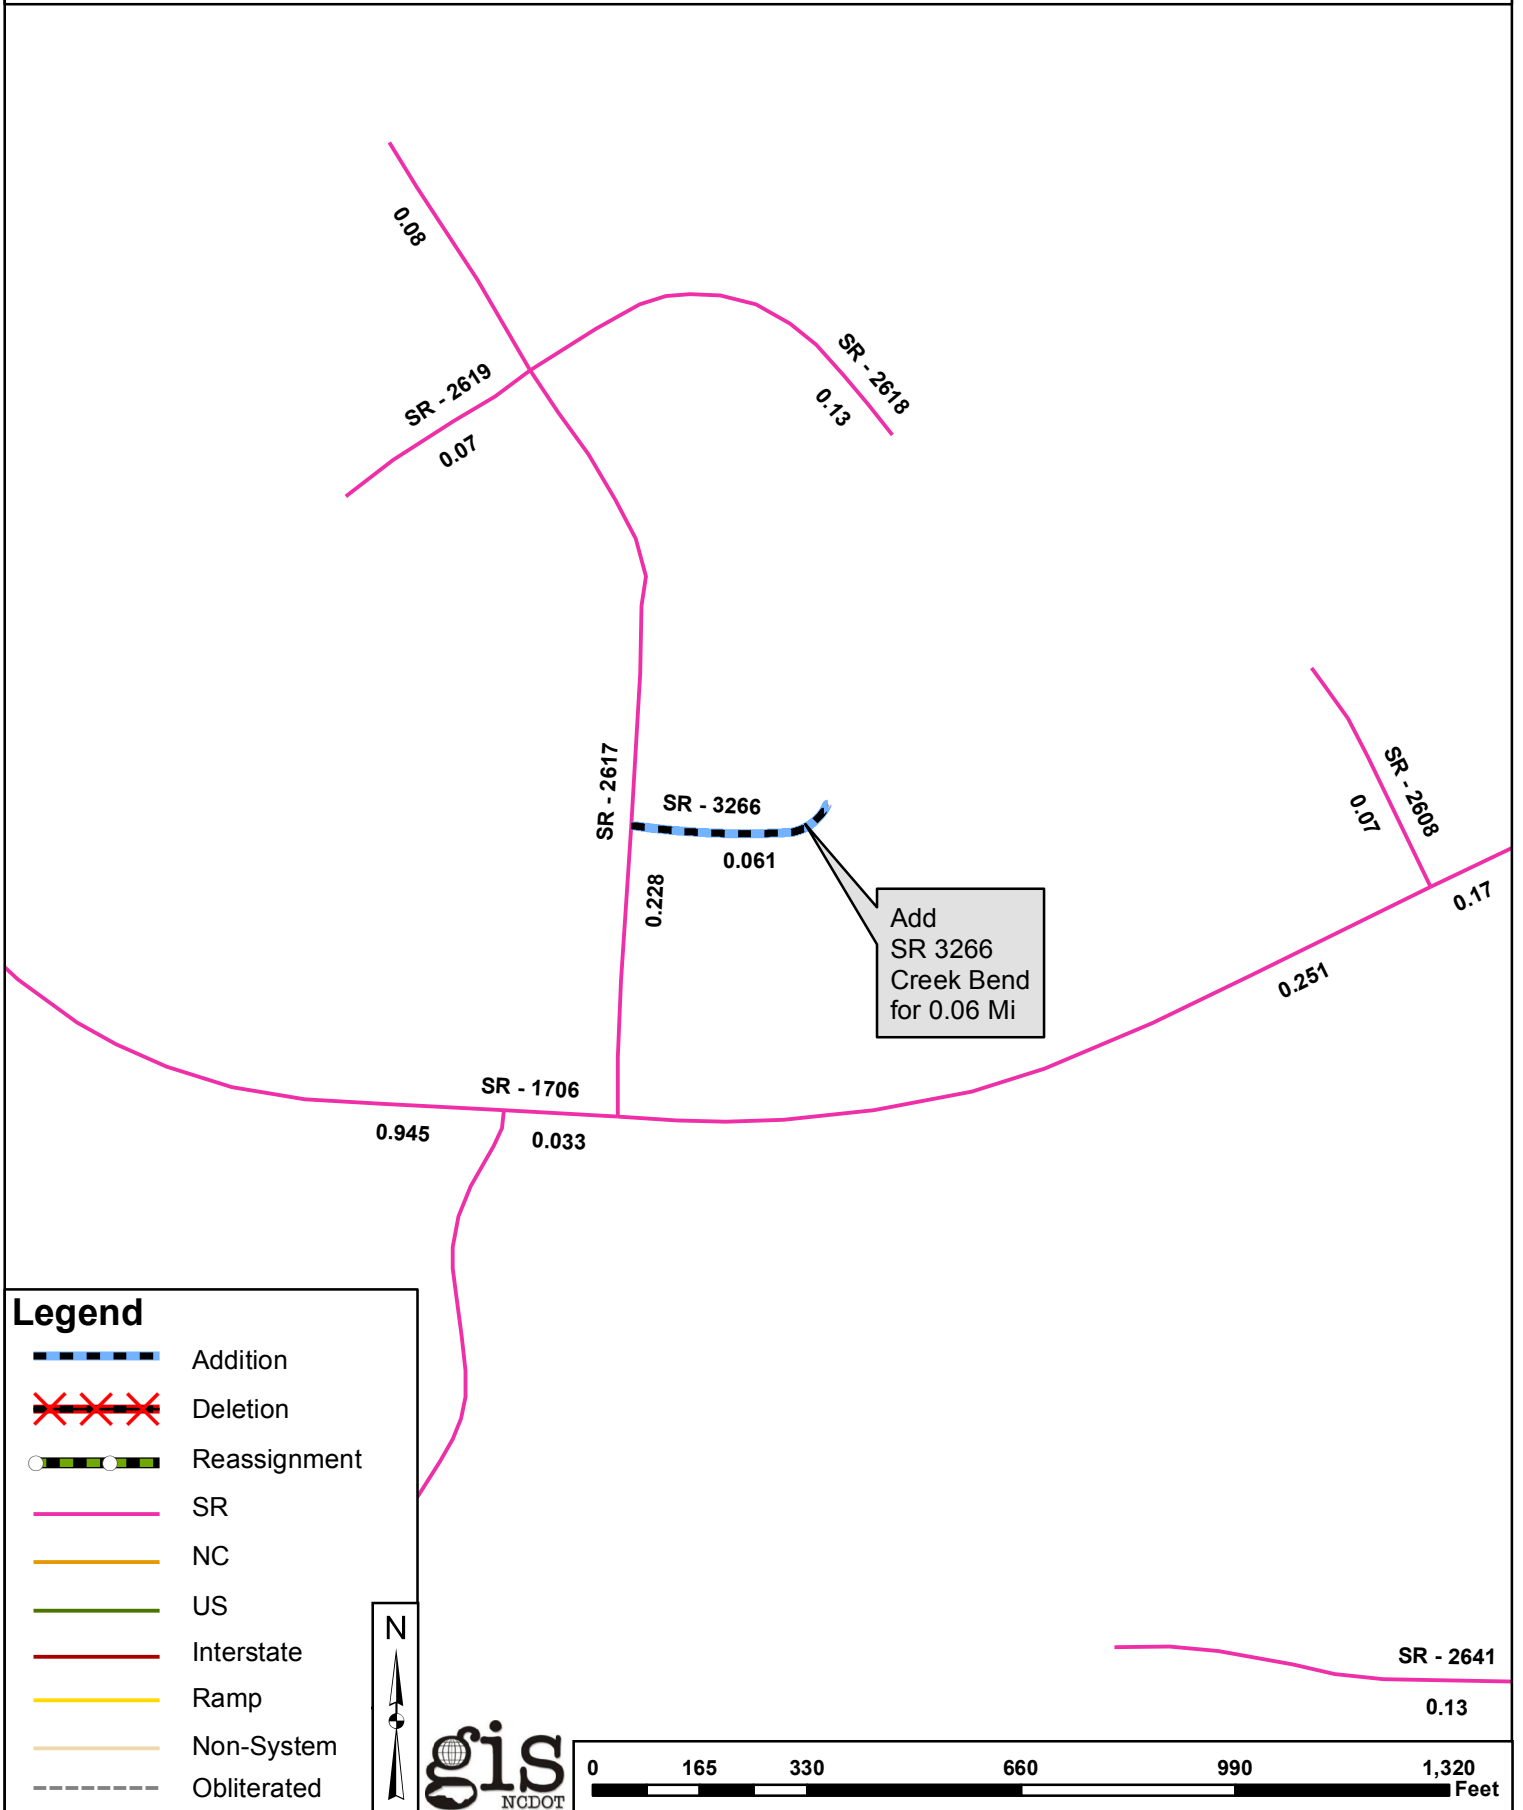 0.08
SR - 2619
0.07
SR - 2618
0.13
SR - 2617
0.228
SR - 3266
0.061
Add
SR 3266
Creek Bend
for 0.06 Mi
SR - 2608
0.07
0.17
0.251
SR - 1706
0.945
0.033
Legend
Addition
Deletion
Reassignment
SR
NC
US
Interstate
Ramp
Non-System
Obliterated
N
gis
NCDOT
SR - 2641
0.13
0 165 330 660 990 1,320
Feet